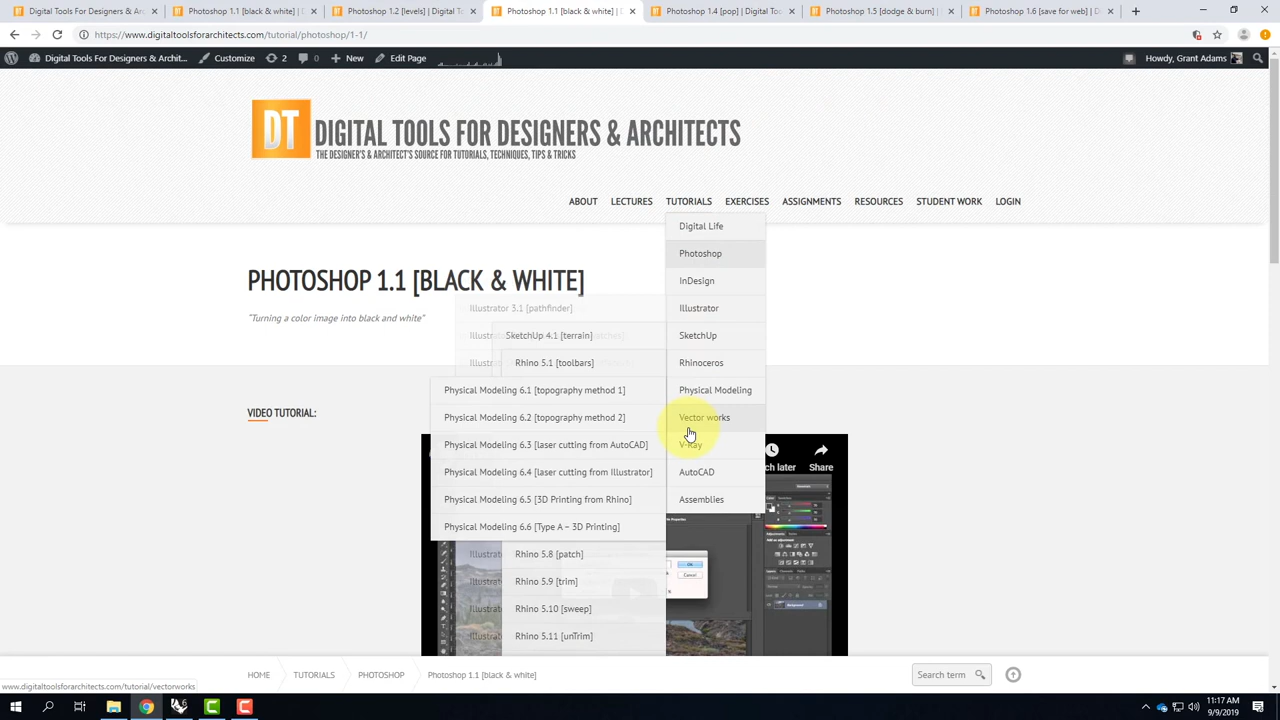 Digital Tools For Designers & Arc
Photoshop 1.1 [black & white] |
Photoshop 1.2 [levels] | Digital To
Photoshop 1.1 [black & white] | D
Photoshop 1.4 [pop] | Digital Tool
Photoshop 1.5 [dodge & burn] |
Photoshop 1.6 [save for web] | D
https://www.digitaltoolsforarchitects.com/tutorial/photoshop/1-1/
Digital Tools For Designers & Archit...
Customize
2
New
Edit Page
Howdy, Grant Adams
DT
DIGITAL TOOLS FOR DESIGNERS & ARCHITECTS
THE DESIGNER'S & ARCHITECT'S SOURCE FOR TUTORIALS, TECHNIQUES, TIPS & TRICKS
ABOUT LECTURES TUTORIALS EXERCISES ASSIGNMENTS RESOURCES STUDENT WORK LOGIN
Digital Life
Photoshop
InDesign
Illustrator
SketchUp
Rhinoceros
Physical Modeling
Vector works
V-Ray
AutoCAD
Assemblies
PHOTOSHOP 1.1 [BLACK & WHITE]
"Turning a color image into black and white"
Illustrator 3.1 [pathfinder]
SketchUp 4.1 [terrain]
Rhino 5.1 [toolbars]
Physical Modeling 6.1 [topography method 1]
Physical Modeling 6.2 [topography method 2]
Physical Modeling 6.3 [laser cutting from AutoCAD]
Physical Modeling 6.4 [laser cutting from Illustrator]
Physical Modeling 6.5 [3D Printing from Rhino]
Physical Modeling 6.6 [Type A – 3D Printing]
Rhino 5.8 [patch]
Rhino 5.9 [trim]
Rhino 5.10 [sweep]
Rhino 5.11 [unTrim]
VIDEO TUTORIAL:
ch later
Share
OK
Cancel
HOME TUTORIALS PHOTOSHOP Photoshop 1.1 [black & white]
Search term
www.digitaltoolsforarchitects.com/tutorial/vectorworks
11:17 AM
9/9/2019